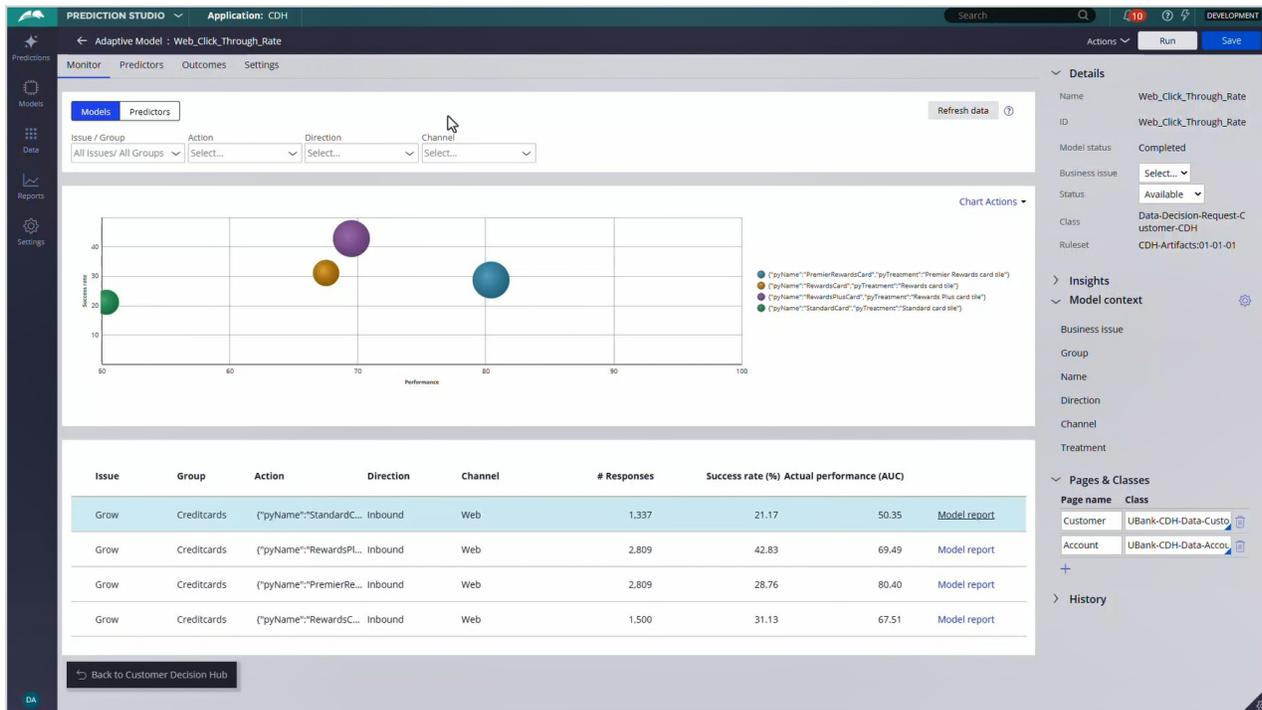 PREDICTION STUDIO Application: CDH Search 10 DEVELOPMENT
Adaptive Model : Web_Click_Through_Rate Actions Run Save
Predictions
Models
Data
Reports
Settings
DA
Monitor Predictors Outcomes Settings
Models Predictors Refresh data
Issue / Group Action Direction Channel
All Issues/ All Groups Select... Select... Select...
Chart Actions
Success rate
40
30
20
10
50 60 70 80 90 100
Performance
{"pyName":"PremierRewardsCard","pyTreatment":"Premier Rewards card tile"}
{"pyName":"RewardsCard","pyTreatment":"Rewards card tile"}
{"pyName":"RewardsPlusCard","pyTreatment":"Rewards Plus card tile"}
{"pyName":"StandardCard","pyTreatment":"Standard card tile"}
Issue Group Action Direction Channel # Responses Success rate (%) Actual performance (AUC)
Grow Creditcards {"pyName":"StandardC... Inbound Web 1,337 21.17 50.35 Model report
Grow Creditcards {"pyName":"RewardsPl... Inbound Web 2,809 42.83 69.49 Model report
Grow Creditcards {"pyName":"PremierRe... Inbound Web 2,809 28.76 80.40 Model report
Grow Creditcards {"pyName":"RewardsC... Inbound Web 1,500 31.13 67.51 Model report
Back to Customer Decision Hub
Details
Name Web_Click_Through_Rate
ID Web_Click_Through_Rate
Model status Completed
Business issue Select...
Status Available
Class Data-Decision-Request-C
ustomer-CDH
Ruleset CDH-Artifacts:01-01-01
Insights
Model context
Business issue
Group
Name
Direction
Channel
Treatment
Pages & Classes
Page name Class
Customer UBank-CDH-Data-Custo
Account UBank-CDH-Data-Accou
History